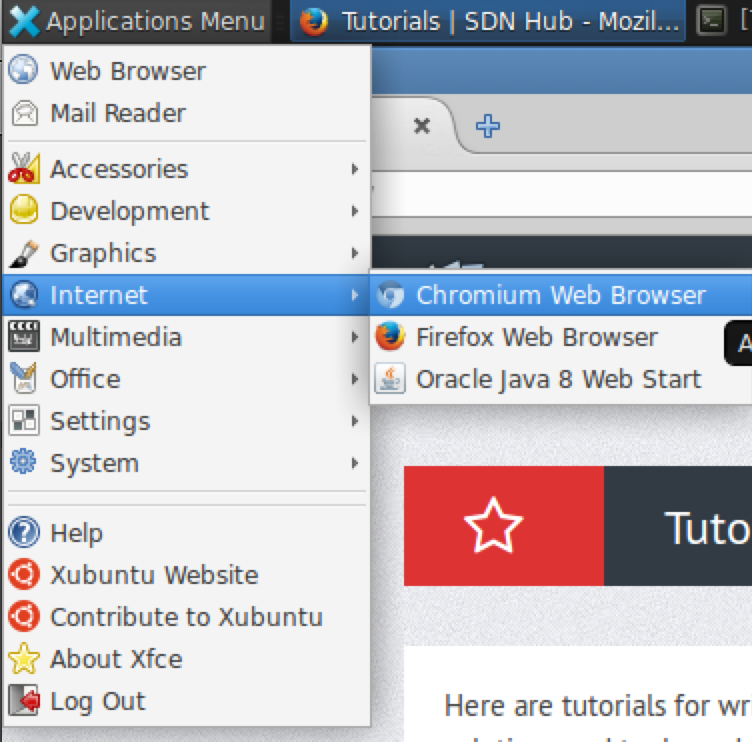 Applications Menu
Tutorials | SDN Hub - Mozil...
Web Browser
Mail Reader
Accessories
Development
Graphics
Internet
Chromium Web Browser
Multimedia
Firefox Web Browser
A
Office
Oracle Java 8 Web Start
Settings
System
Help
Tuto
Xubuntu Website
Contribute to Xubuntu
About Xfce
Log Out
Here are tutorials for wr